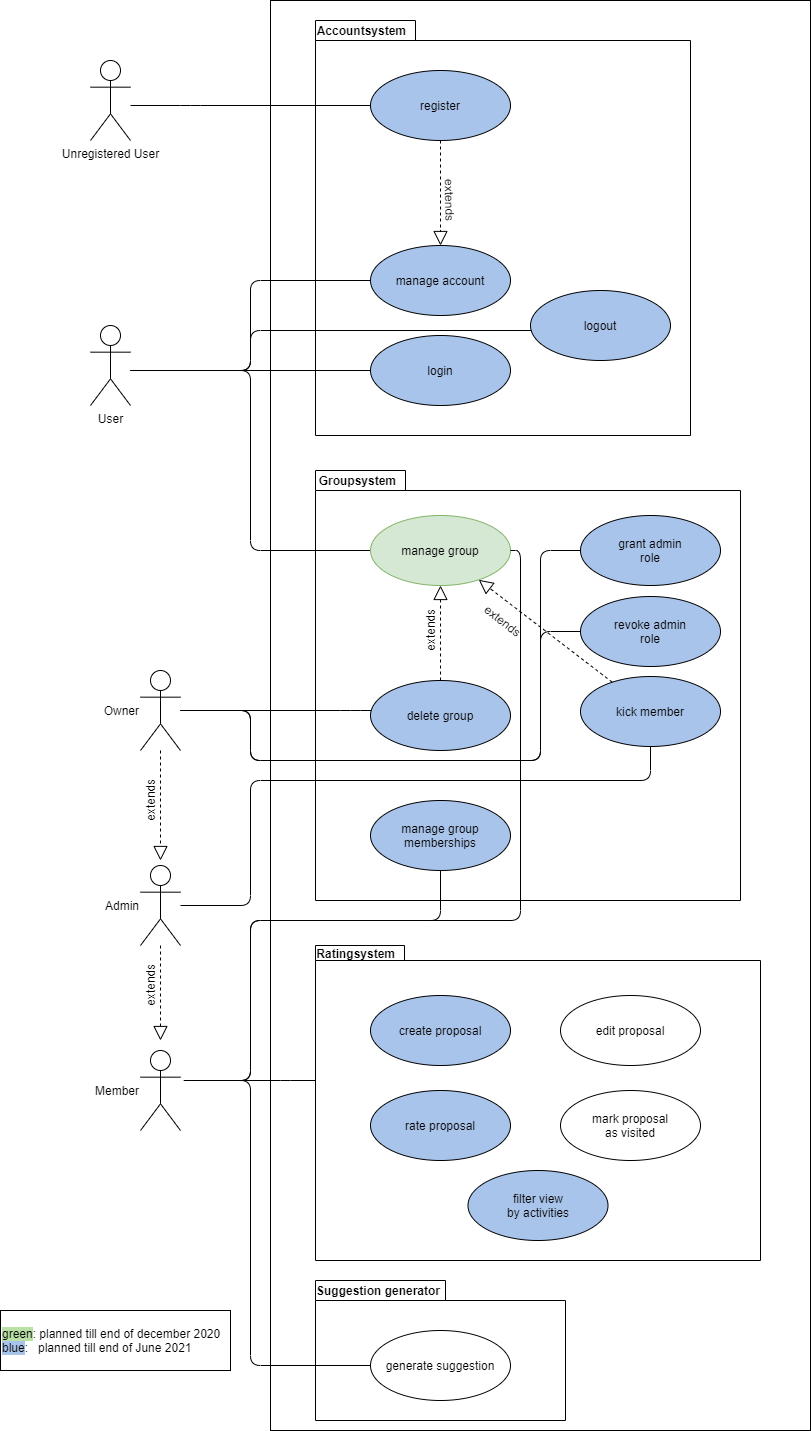 Accountsystem
register
Unregistered User
extends
manage account
logout
login
User
Groupsystem
manage group
grant admin
role
extends
extends
revoke admin
role
Owner
delete group
kick member
extends
manage group
memberships
Admin
extends
Ratingsystem
create proposal
edit proposal
Member
rate proposal
mark proposal
as visited
filter view
by activities
Suggestion generator
green: planned till end of december 2020
blue: planned till end of June 2021
generate suggestion